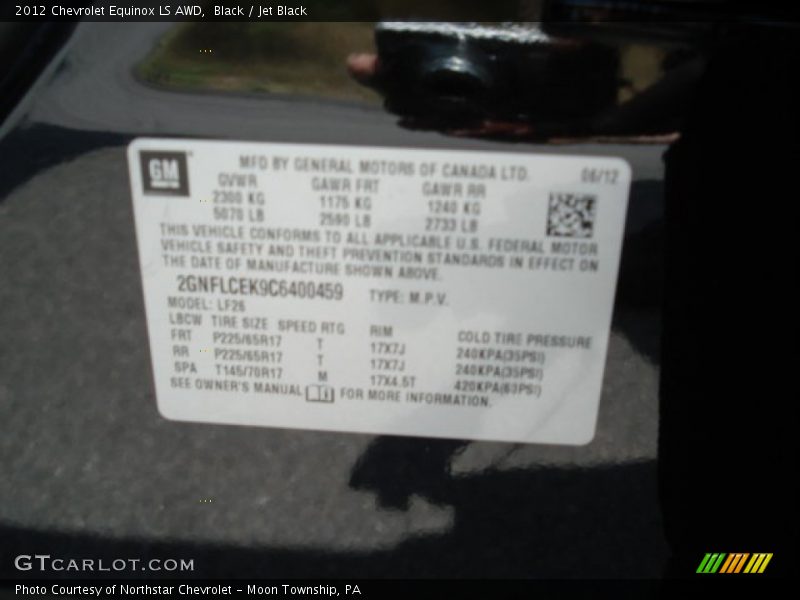 2012 Chevrolet Equinox LS AWD, Black / Jet Black
GM
MFD BY GENERAL MOTORS OF CANADA LTD. 06/12
GVWR GAWR FRT GAWR RR
2300 KG 1175 KG 1240 KG
5070 LB 2590 LB 2733 LB
THIS VEHICLE CONFORMS TO ALL APPLICABLE U.S. FEDERAL MOTOR
VEHICLE SAFETY AND THEFT PREVENTION STANDARDS IN EFFECT ON
THE DATE OF MANUFACTURE SHOWN ABOVE.
2GNFLCEK9C6400459 TYPE: M.P.V.
MODEL: LF26
LBCW TIRE SIZE SPEED RTG RIM COLD TIRE PRESSURE
FRT P225/65R17 T 17X7J 240KPA(35PSI)
RR P225/65R17 T 17X7J 240KPA(35PSI)
SPA T145/70R17 M 17X4.5T 420KPA(63PSI)
SEE OWNER'S MANUAL FOR MORE INFORMATION.
GTCARLOT.COM
Photo Courtesy of Northstar Chevrolet - Moon Township, PA